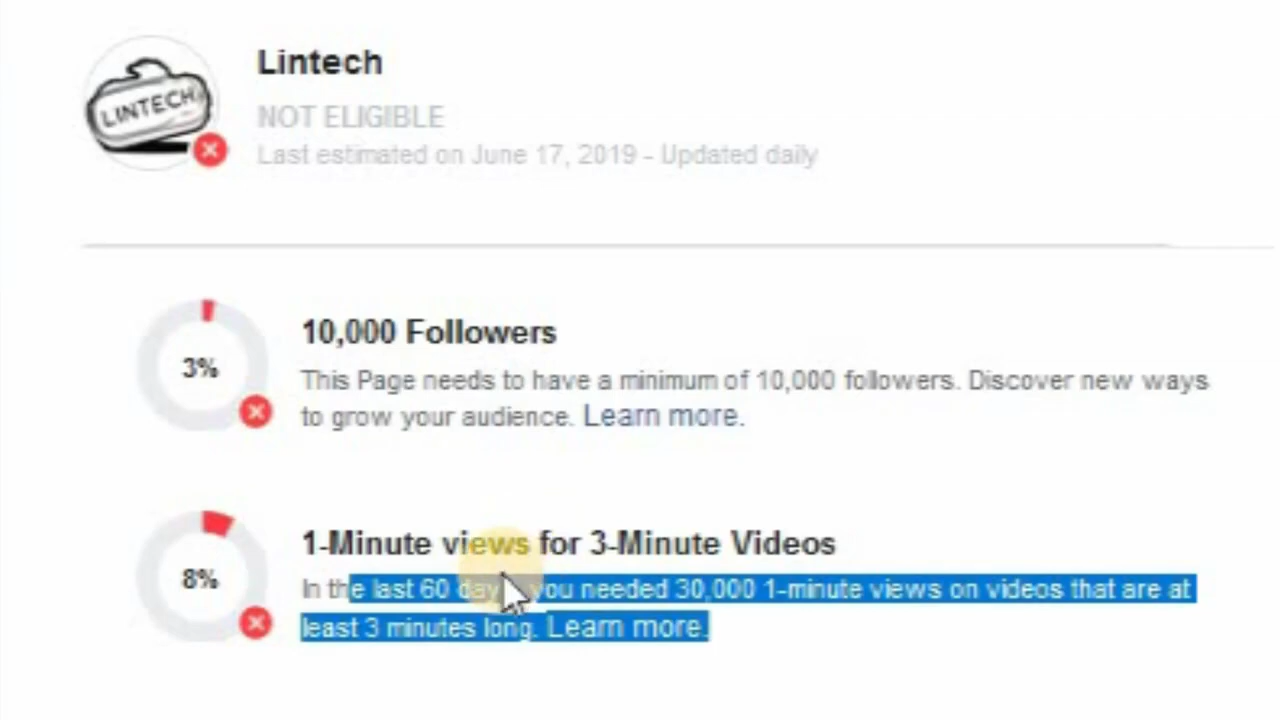 Lintech
LINTECH
NOT ELIGIBLE
Last estimated on June 17, 2019 - Updated daily
3%
10,000 Followers
This Page needs to have a minimum of 10,000 followers. Discover new ways
to grow your audience. Learn more.
8%
1-Minute views for 3-Minute Videos
In the last 60 day you needed 30,000 1-minute views on videos that are at
least 3 minutes long. Learn more.